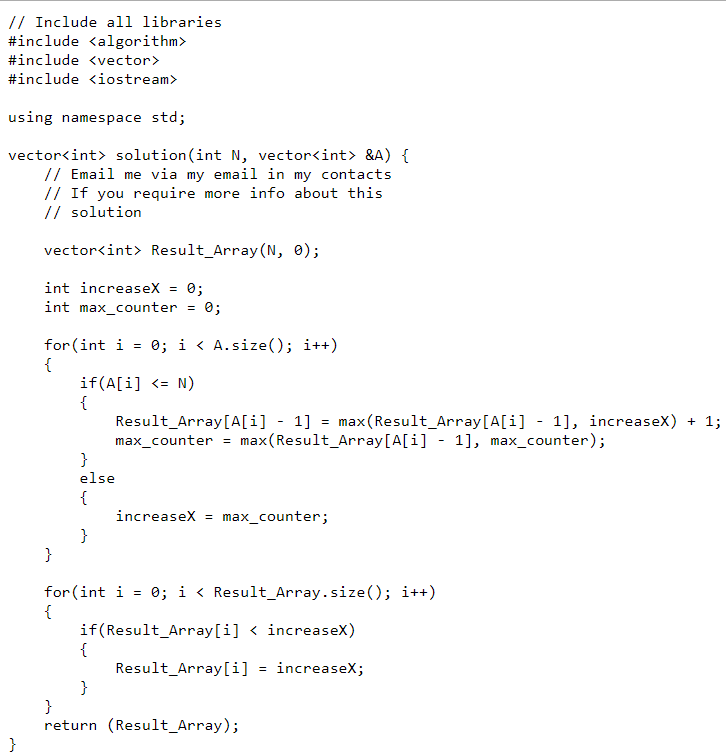 // Include all libraries
#include <algorithm>
#include <vector>
#include <iostream>

using namespace std;

vector<int> solution(int N, vector<int> &A) {
    // Email me via my email in my contacts
    // If you require more info about this
    // solution

    vector<int> Result_Array(N, 0);

    int increaseX = 0;
    int max_counter = 0;

    for(int i = 0; i < A.size(); i++)
    {
        if(A[i] <= N)
        {
            Result_Array[A[i] - 1] = max(Result_Array[A[i] - 1], increaseX) + 1;
            max_counter = max(Result_Array[A[i] - 1], max_counter);
        }
        else
        {
            increaseX = max_counter;
        }
    }

    for(int i = 0; i < Result_Array.size(); i++)
    {
        if(Result_Array[i] < increaseX)
        {
            Result_Array[i] = increaseX;
        }
    }
    return (Result_Array);
}